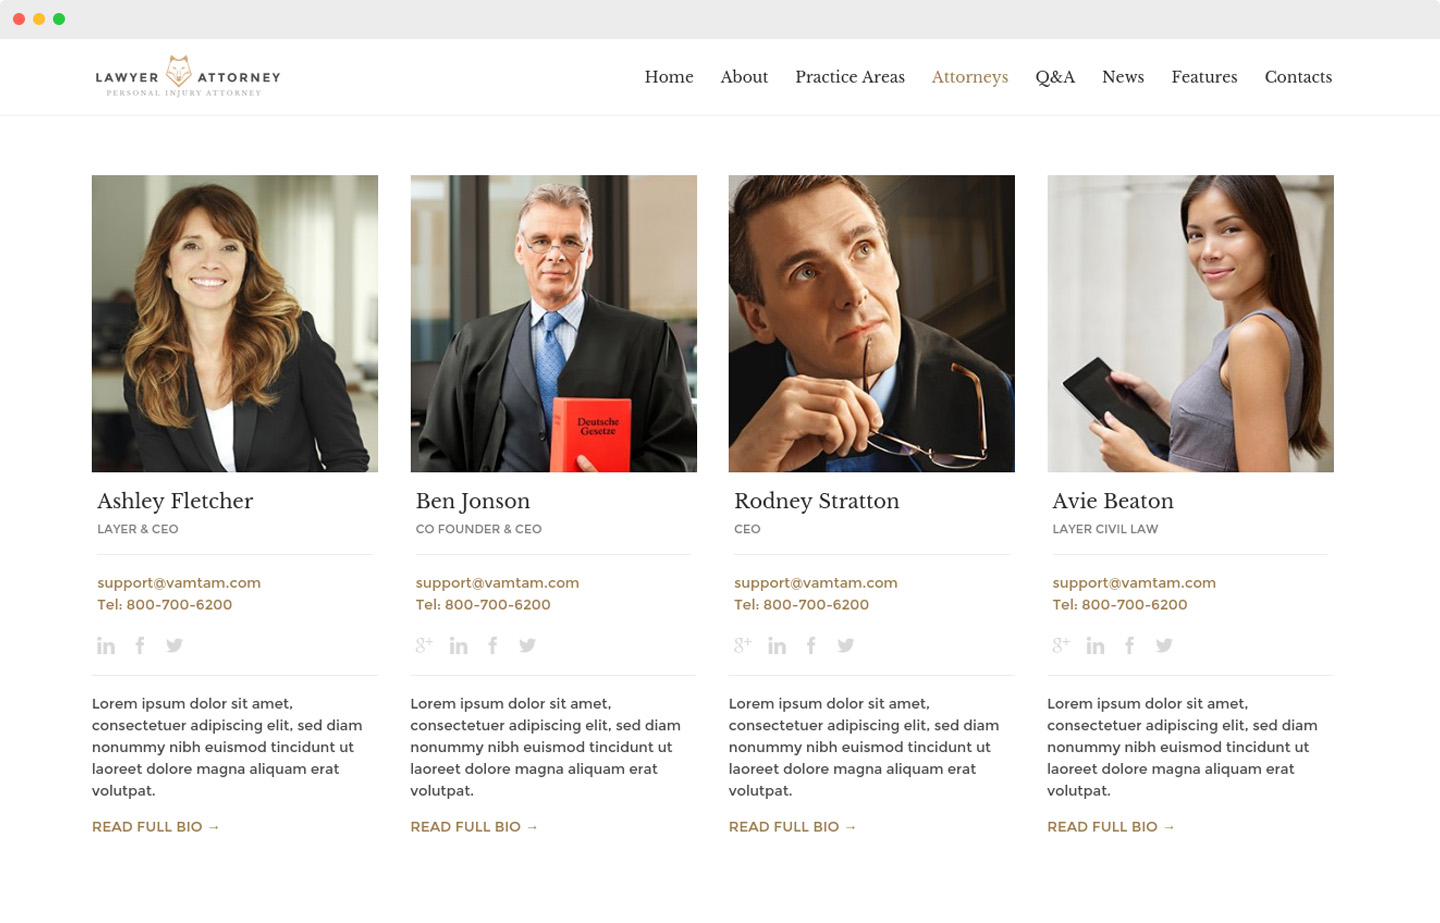 LAWYER ATTORNEY
PERSONAL INJURY ATTORNEY
Home About Practice Areas Attorneys Q&A News Features Contacts
Deutsche
Gesetze
Ashley Fletcher
LAYER & CEO
support@vamtam.com
Tel: 800-700-6200
Lorem ipsum dolor sit amet,
consectetuer adipiscing elit, sed diam
nonummy nibh euismod tincidunt ut
laoreet dolore magna aliquam erat
volutpat.
READ FULL BIO →
Ben Jonson
CO FOUNDER & CEO
support@vamtam.com
Tel: 800-700-6200
g+
Lorem ipsum dolor sit amet,
consectetuer adipiscing elit, sed diam
nonummy nibh euismod tincidunt ut
laoreet dolore magna aliquam erat
volutpat.
READ FULL BIO →
Rodney Stratton
CEO
support@vamtam.com
Tel: 800-700-6200
g+
Lorem ipsum dolor sit amet,
consectetuer adipiscing elit, sed diam
nonummy nibh euismod tincidunt ut
laoreet dolore magna aliquam erat
volutpat.
READ FULL BIO →
Avie Beaton
LAYER CIVIL LAW
support@vamtam.com
Tel: 800-700-6200
g+
Lorem ipsum dolor sit amet,
consectetuer adipiscing elit, sed diam
nonummy nibh euismod tincidunt ut
laoreet dolore magna aliquam erat
volutpat.
READ FULL BIO →